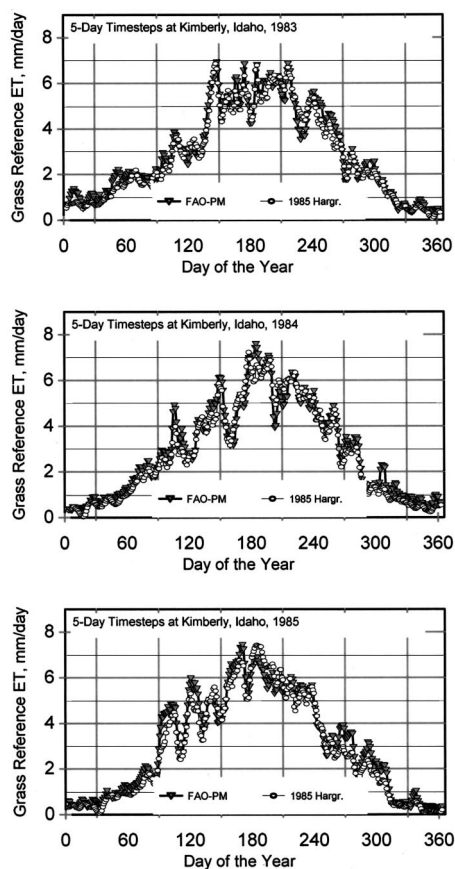 5-Day Timesteps at Kimberly, Idaho, 1983
Grass Reference ET, mm/day
8
6
4
2
0
FAO-PM
1985 Hargr.
0 60 120 180 240 300 360
Day of the Year
5-Day Timesteps at Kimberly, Idaho, 1984
Grass Reference ET, mm/day
8
6
4
2
0
FAO-PM
1985 Hargr.
0 60 120 180 240 300 360
Day of the Year
5-Day Timesteps at Kimberly, Idaho, 1985
Grass Reference ET, mm/day
8
6
4
2
0
FAO-PM
1985 Hargr.
0 60 120 180 240 300 360
Day of the Year